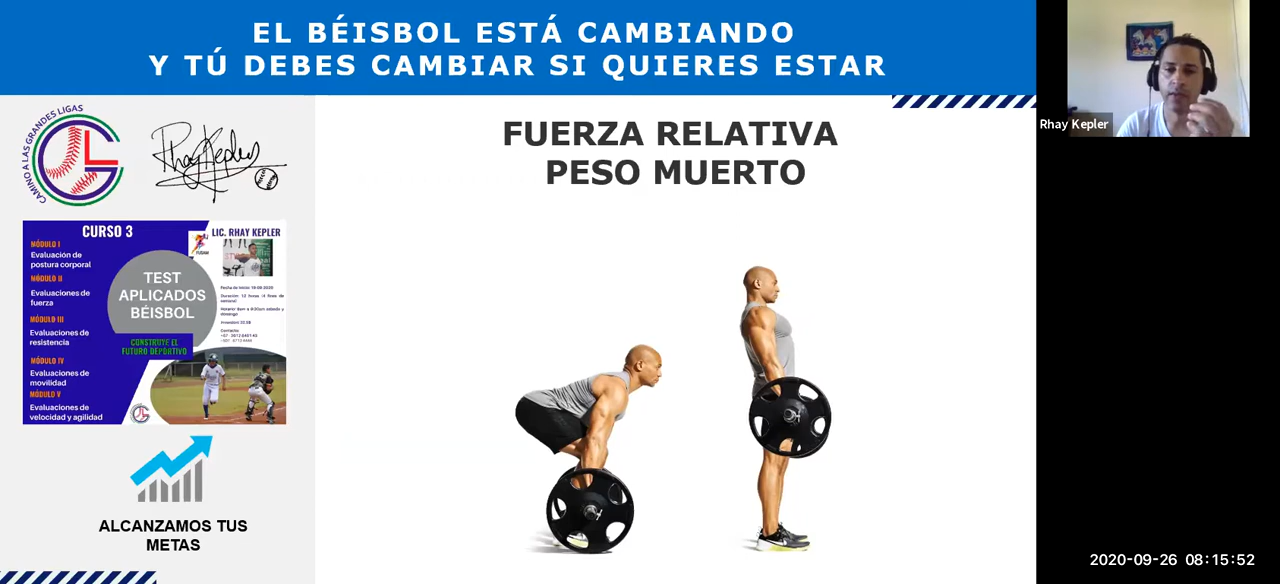 EL BÉISBOL ESTÁ CAMBIANDO
Y TÚ DEBES CAMBIAR SI QUIERES ESTAR
CAMINO A LAS GRANDES LIGAS
Rhay Kepler
CURSO 3
LIC. RHAY KEPLER
MÓDULO I
Evaluación de
postura corporal
MÓDULO II
Evaluaciones de
fuerza
MÓDULO III
Evaluaciones de
resistencia
MÓDULO IV
Evaluaciones de
movilidad
MÓDULO V
Evaluaciones de
velocidad y agilidad
TEST
APLICADOS
BÉISBOL
CONSTRUYE EL
FUTURO DEPORTIVO
ALCANZAMOS TUS
METAS
FUERZA RELATIVA
PESO MUERTO
Rhay Kepler
2020-09-26 08:15:52